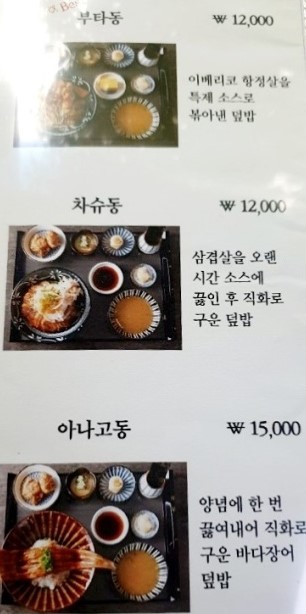 부타동 ₩ 12,000
이베리코 항정살을
특제 소스로
볶아낸 덮밥
차슈동 ₩ 12,000
삼겹살을 오랜
시간 소스에
끓인 후 직화로
구운 덮밥
아나고동 ₩ 15,000
양념에 한 번
끓여내어 직화로
구운 바다장어
덮밥